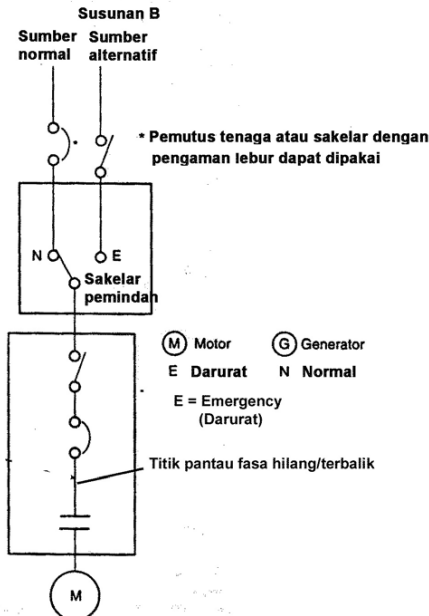 Susunan B
Sumber normal
Sumber alternatif
* Pemutus tenaga atau sakelar dengan
pengaman lebur dapat dipakai
*
N
E
Sakelar
pemindah
M Motor
G Generator
E Darurat
N Normal
E = Emergency
(Darurat)
Titik pantau fasa hilang/terbalik
M